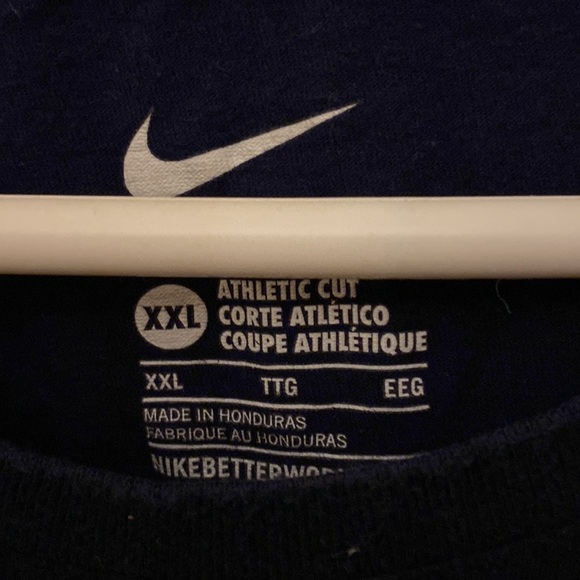 XXL
ATHLETIC CUT
CORTE ATLÉTICO
COUPE ATHLÉTIQUE
XXL TTG EEG
MADE IN HONDURAS
FABRIQUE AU HONDURAS